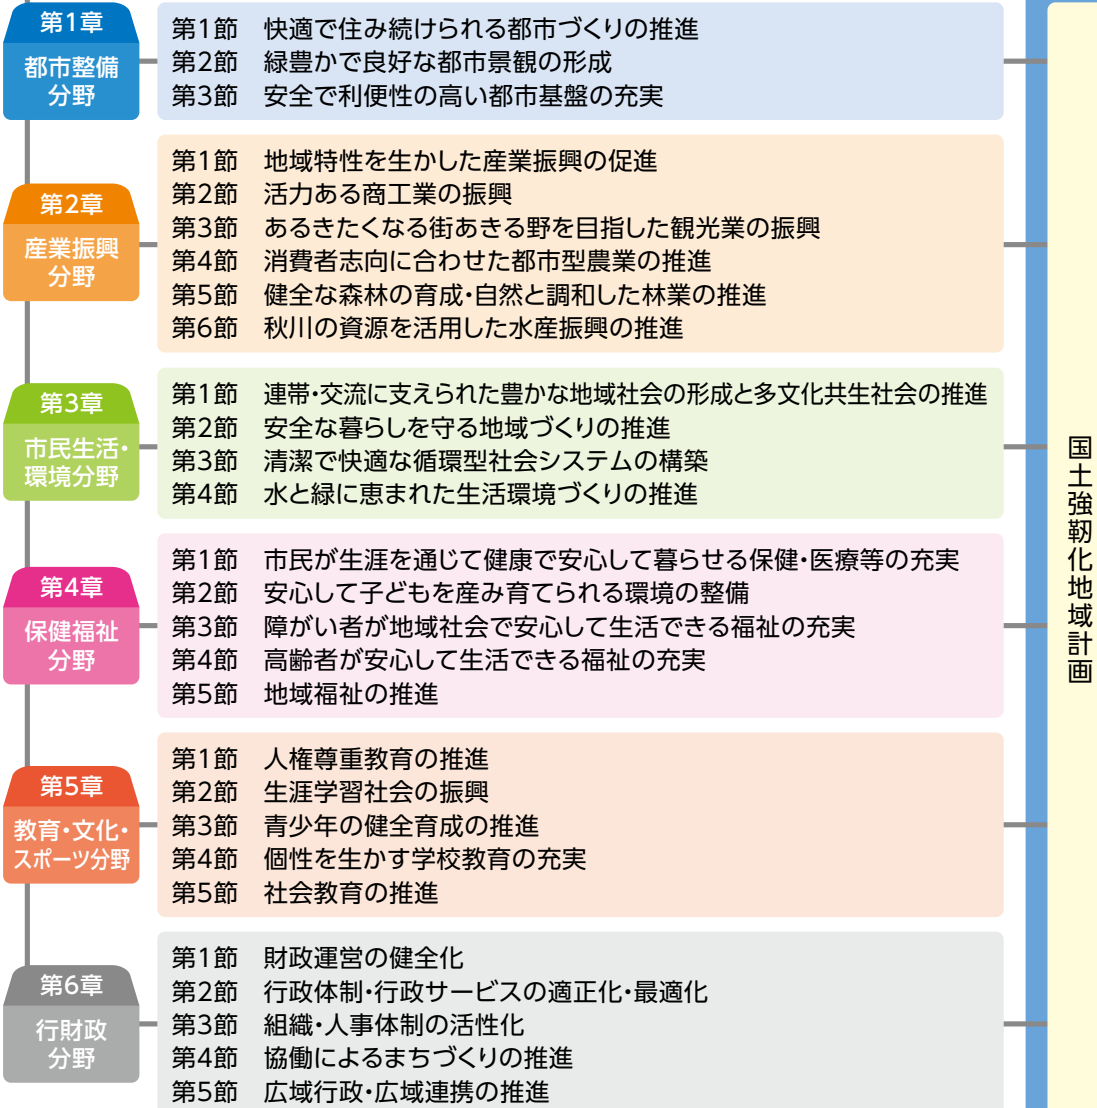 第1章
都市整備
分野
第1節 快適で住み続けられる都市づくりの推進
第2節 緑豊かで良好な都市景観の形成
第3節 安全で利便性の高い都市基盤の充実
第2章
産業振興
分野
第1節 地域特性を生かした産業振興の促進
第2節 活力ある商工業の振興
第3節 あるきたくなる街あきる野を目指した観光業の振興
第4節 消費者志向に合わせた都市型農業の推進
第5節 健全な森林の育成・自然と調和した林業の推進
第6節 秋川の資源を活用した水産振興の推進
第3章
市民生活・
環境分野
第1節 連帯・交流に支えられた豊かな地域社会の形成と多文化共生社会の推進
第2節 安全な暮らしを守る地域づくりの推進
第3節 清潔で快適な循環型社会システムの構築
第4節 水と緑に恵まれた生活環境づくりの推進
第4章
保健福祉
分野
第1節 市民が生涯を通じて健康で安心して暮らせる保健・医療等の充実
第2節 安心して子どもを産み育てられる環境の整備
第3節 障がい者が地域社会で安心して生活できる福祉の充実
第4節 高齢者が安心して生活できる福祉の充実
第5節 地域福祉の推進
第5章
教育・文化・
スポーツ分野
第1節 人権尊重教育の推進
第2節 生涯学習社会の振興
第3節 青少年の健全育成の推進
第4節 個性を生かす学校教育の充実
第5節 社会教育の推進
第6章
行財政
分野
第1節 財政運営の健全化
第2節 行政体制・行政サービスの適正化・最適化
第3節 組織・人事体制の活性化
第4節 協働によるまちづくりの推進
第5節 広域行政・広域連携の推進
国土強靭化地域計画